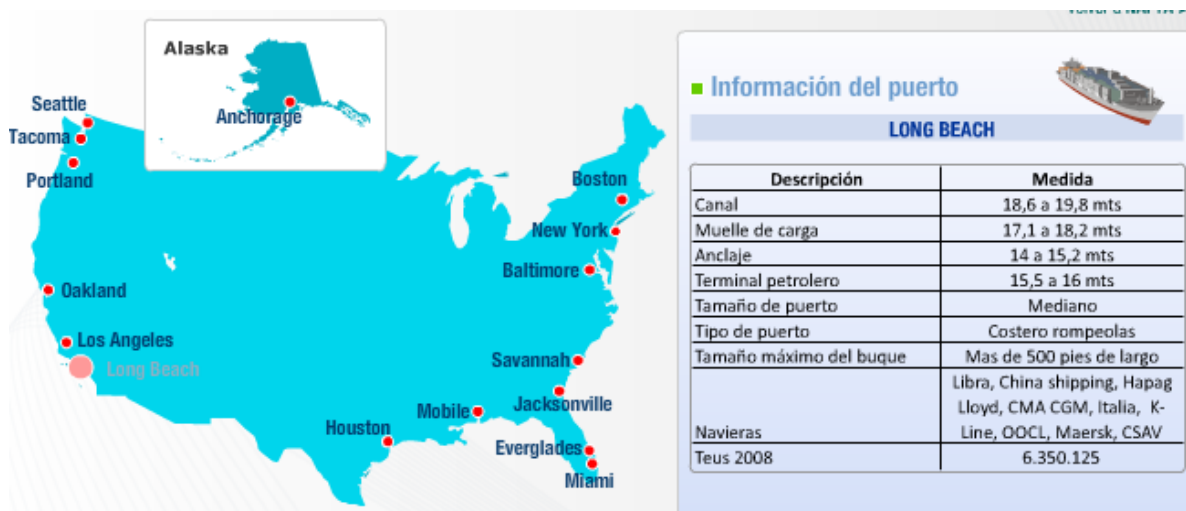 Alaska
Anchorage
Seattle
Tacoma
Portland
Oakland
Los Angeles
Long Beach
Boston
New York
Baltimore
Savannah
Jacksonville
Mobile
Houston
Everglades
Miami
Información del puerto
LONG BEACH
Descripción Medida
Canal 18,6 a 19,8 mts
Muelle de carga 17,1 a 18,2 mts
Anclaje 14 a 15,2 mts
Terminal petrolero 15,5 a 16 mts
Tamaño de puerto Mediano
Tipo de puerto Costero rompeolas
Tamaño máximo del buque Mas de 500 pies de largo
Libra, China shipping, Hapag
Lloyd, CMA CGM, Italia, K-
Navieras Line, OOCL, Maersk, CSAV
Teus 2008 6.350.125